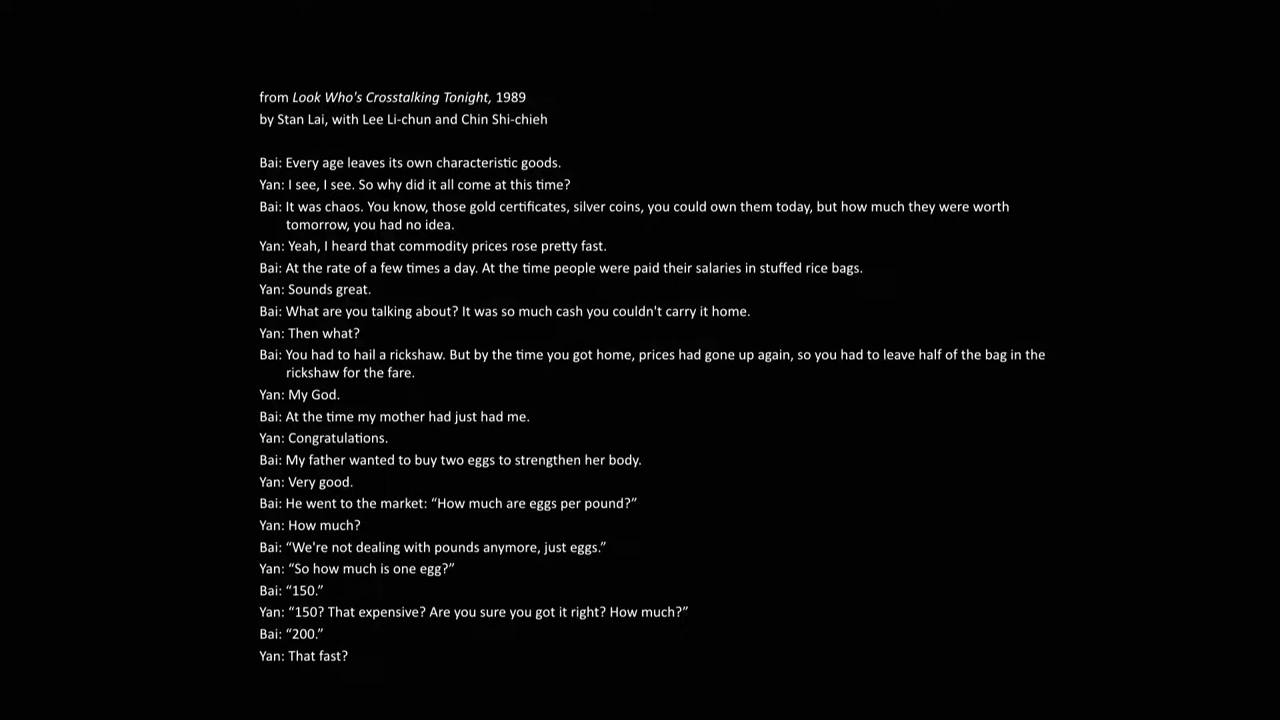 from Look Who's Crosstalking Tonight, 1989
by Stan Lai, with Lee Li-chun and Chin Shi-chieh
Bai: Every age leaves its own characteristic goods.
Yan: I see, I see. So why did it all come at this time?
Bai: It was chaos. You know, those gold certificates, silver coins, you could own them today, but how much they were worth
tomorrow, you had no idea.
Yan: Yeah, I heard that commodity prices rose pretty fast.
Bai: At the rate of a few times a day. At the time people were paid their salaries in stuffed rice bags.
Yan: Sounds great.
Bai: What are you talking about? It was so much cash you couldn't carry it home.
Yan: Then what?
Bai: You had to hail a rickshaw. But by the time you got home, prices had gone up again, so you had to leave half of the bag in the
rickshaw for the fare.
Yan: My God.
Bai: At the time my mother had just had me.
Yan: Congratulations.
Bai: My father wanted to buy two eggs to strengthen her body.
Yan: Very good.
Bai: He went to the market: “How much are eggs per pound?”
Yan: How much?
Bai: “We're not dealing with pounds anymore, just eggs.”
Yan: “So how much is one egg?”
Bai: “150.”
Yan: “150? That expensive? Are you sure you got it right? How much?”
Bai: “200.”
Yan: That fast?